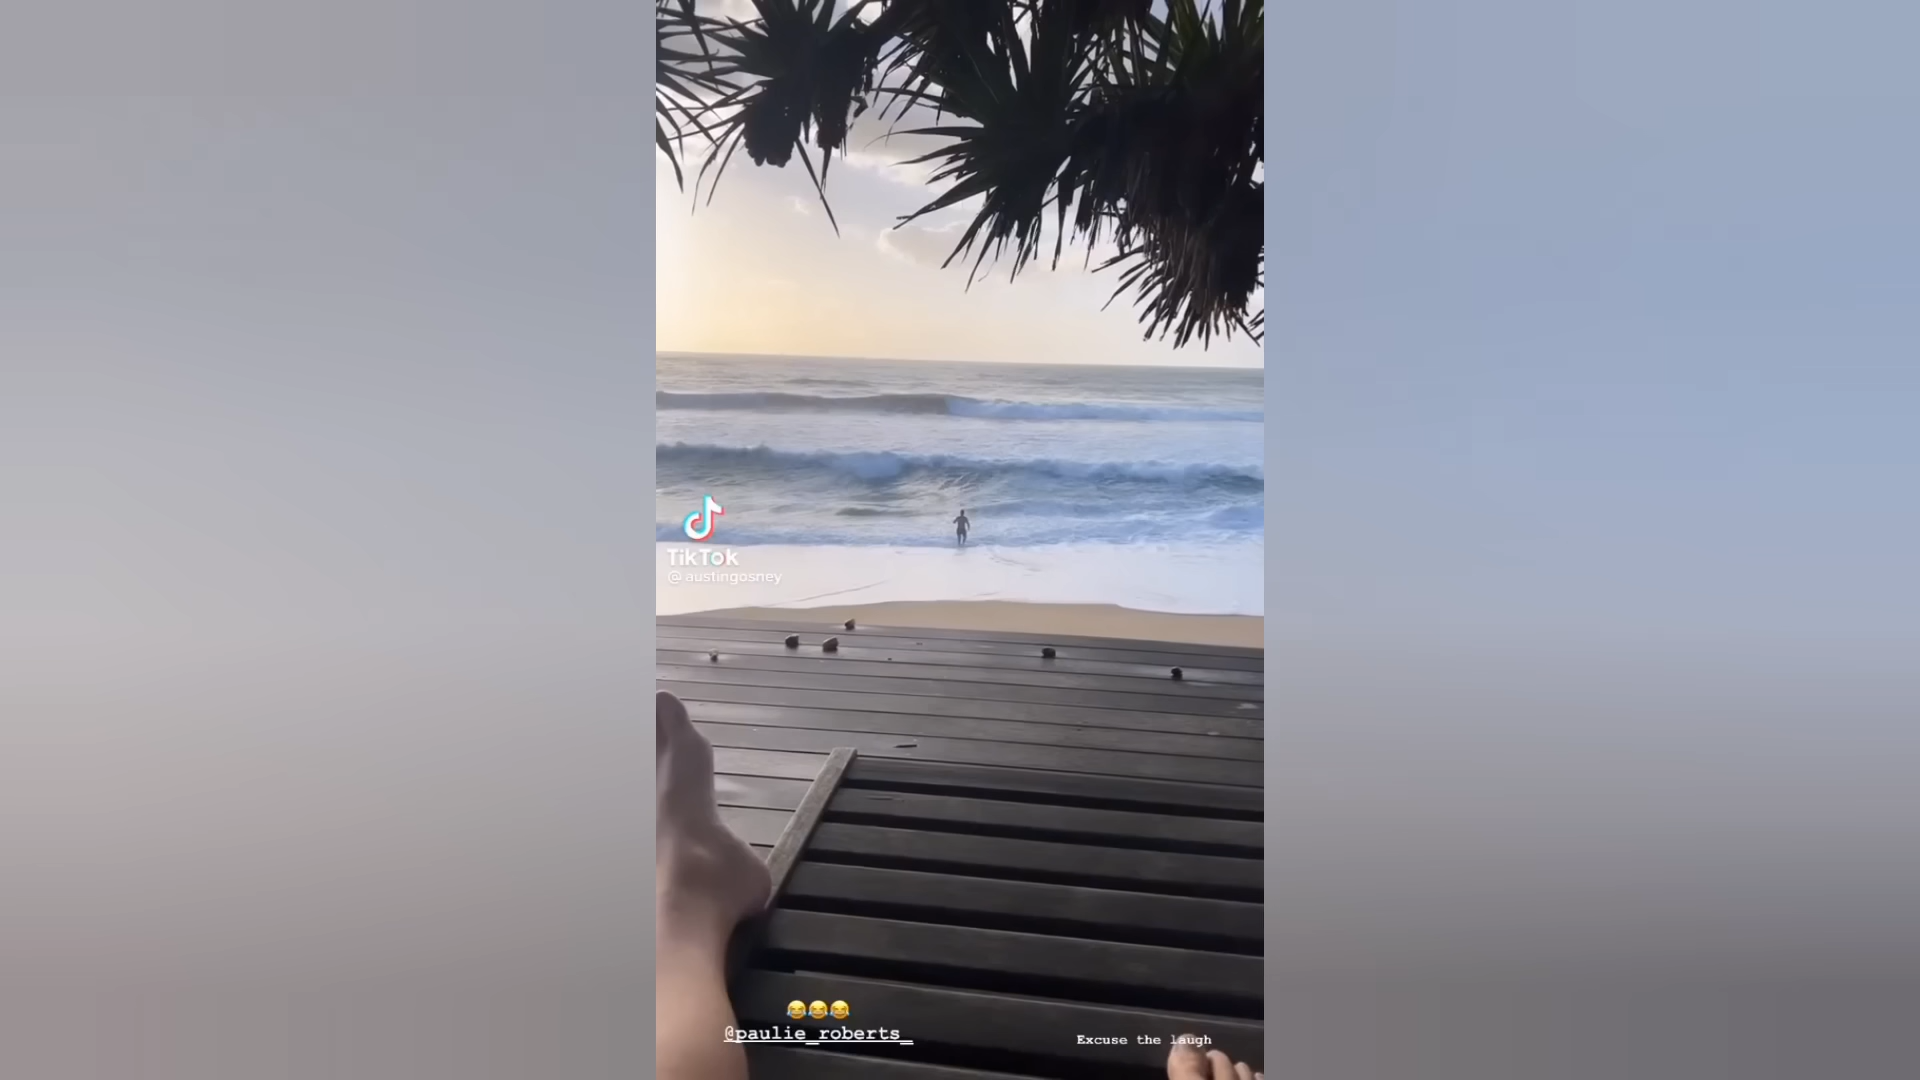 TikTok
@austingosney
😂😂😂
@paulie_roberts_
Excuse the laugh